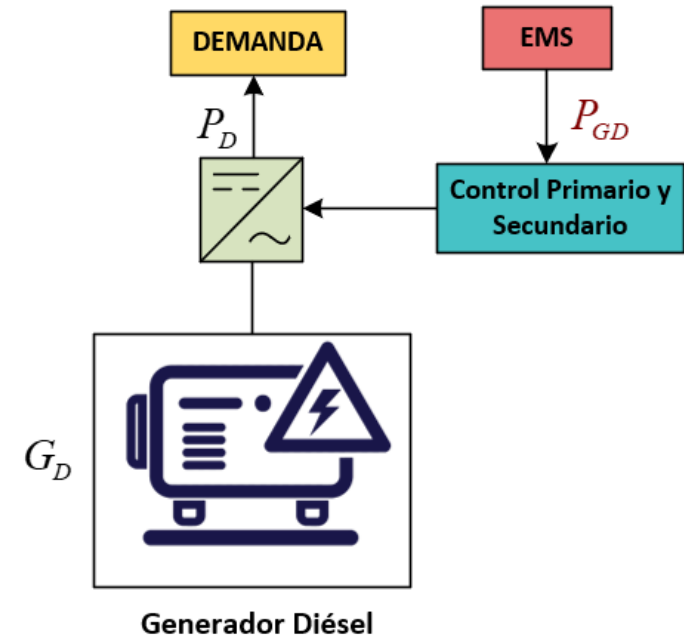 DEMANDA
EMS
P_D
P_GD
Control Primario y
Secundario
G_D
Generador Diésel